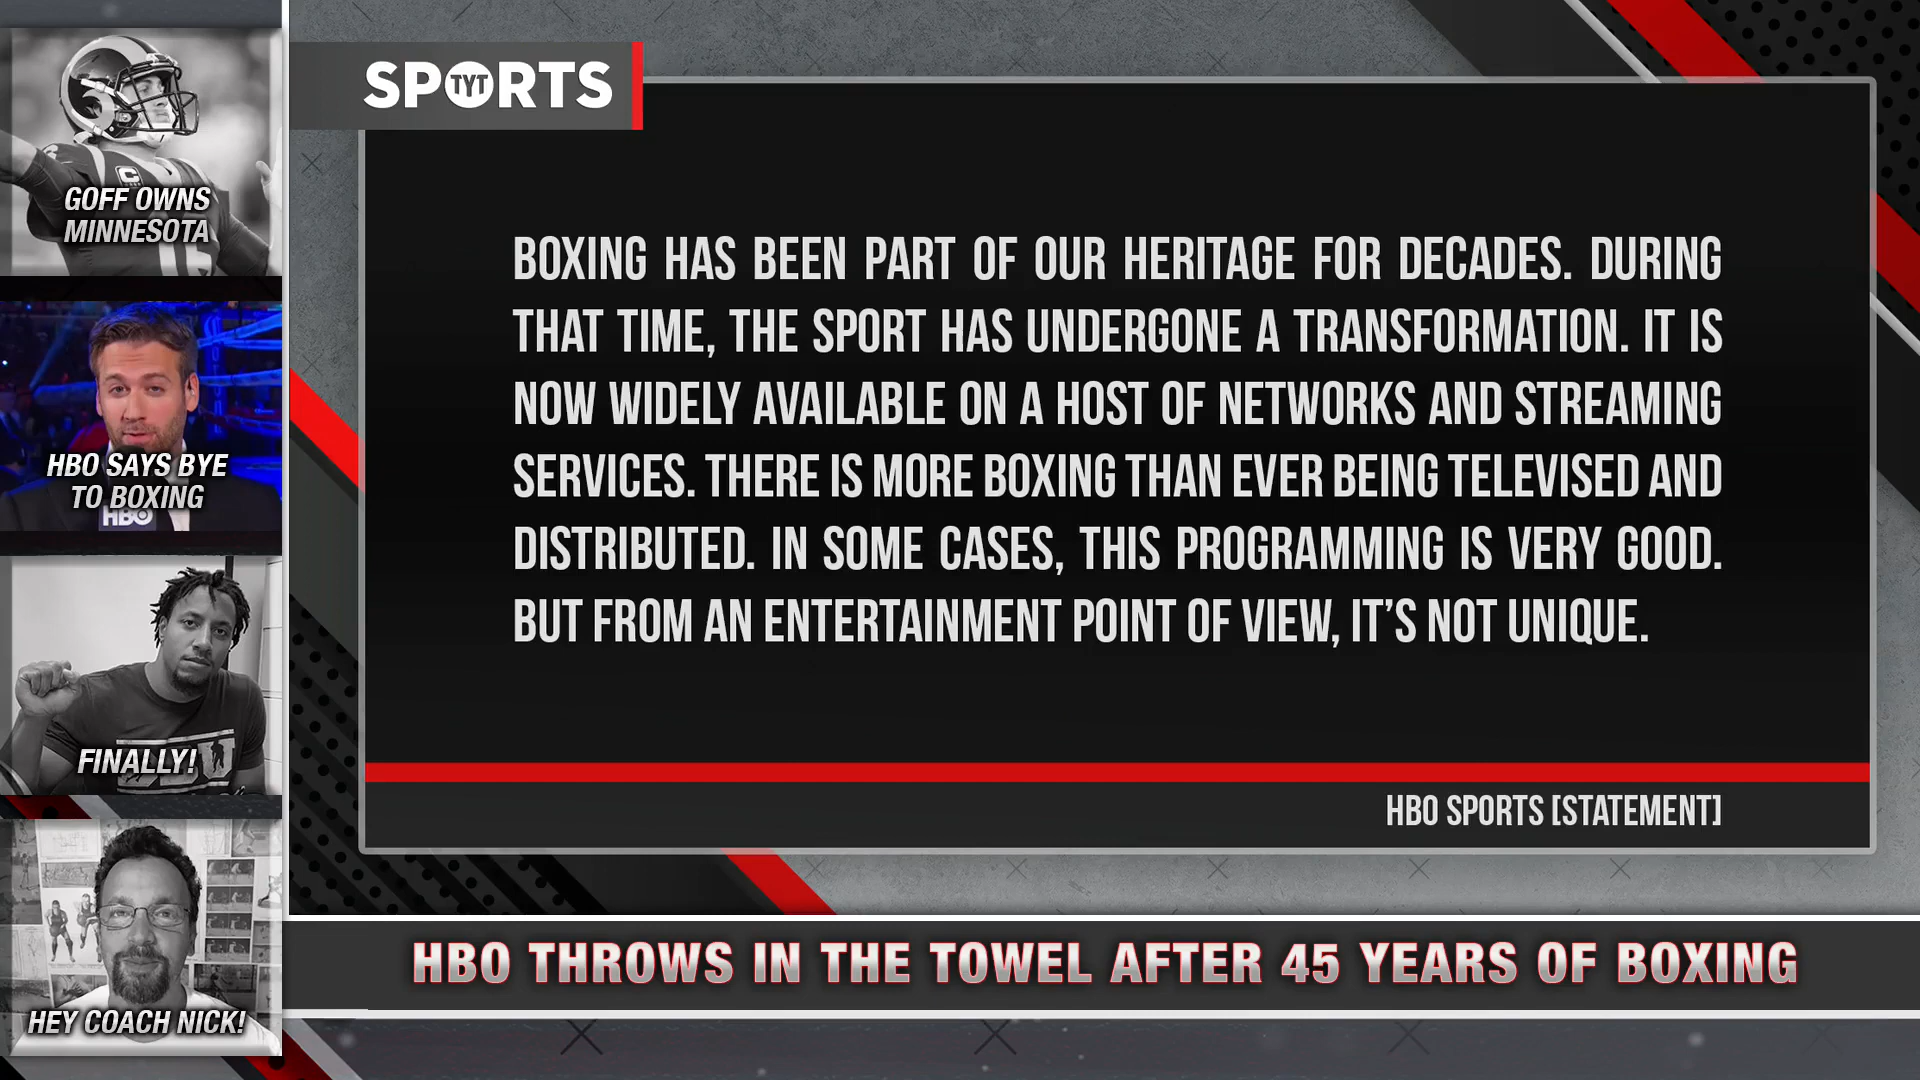 SPORTS
TYT
GOFF OWNS
MINNESOTA
HBO SAYS BYE
TO BOXING
HBO
FINALLY!
HEY COACH NICK!
BOXING HAS BEEN PART OF OUR HERITAGE FOR DECADES. DURING
THAT TIME, THE SPORT HAS UNDERGONE A TRANSFORMATION. IT IS
NOW WIDELY AVAILABLE ON A HOST OF NETWORKS AND STREAMING
SERVICES. THERE IS MORE BOXING THAN EVER BEING TELEVISED AND
DISTRIBUTED. IN SOME CASES, THIS PROGRAMMING IS VERY GOOD.
BUT FROM AN ENTERTAINMENT POINT OF VIEW, IT’S NOT UNIQUE.
HBO SPORTS [STATEMENT]
HBO THROWS IN THE TOWEL AFTER 45 YEARS OF BOXING